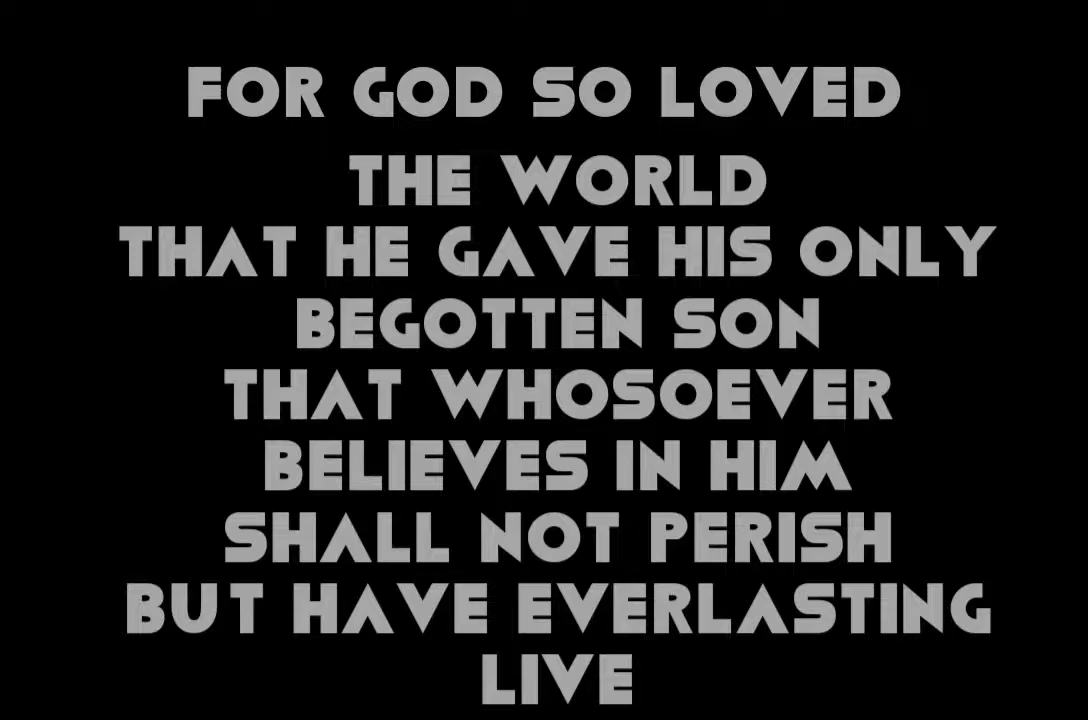 FOR GOD SO LOVED
THE WORLD
THAT HE GAVE HIS ONLY
BEGOTTEN SON
THAT WHOSOEVER
BELIEVES IN HIM
SHALL NOT PERISH
BUT HAVE EVERLASTING
LIVE